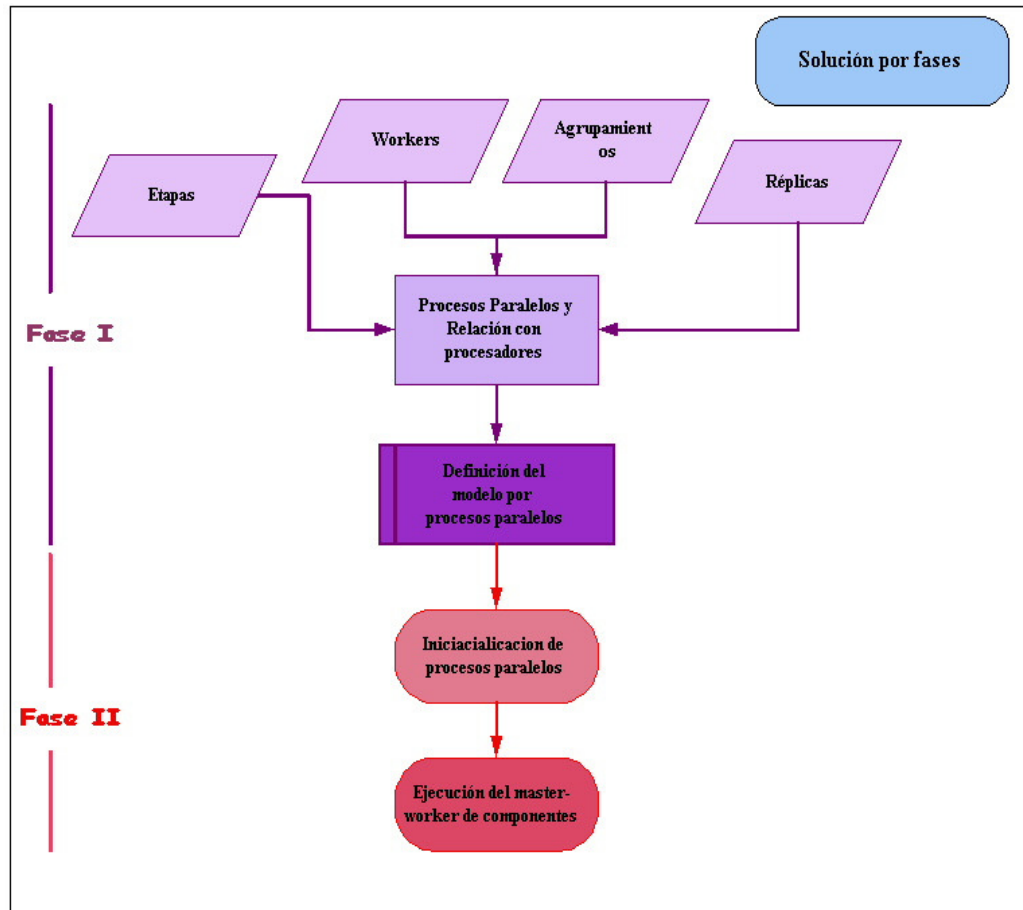 Solución por fases
Workers
Agrupamient
os
Etapas
Réplicas
Procesos Paralelos y
Relación con
procesadores
Fase I
Definición del
modelo por
procesos paralelos
Iniciacialicacion de
procesos paralelos
Fase II
Ejecución del master-
worker de componentes